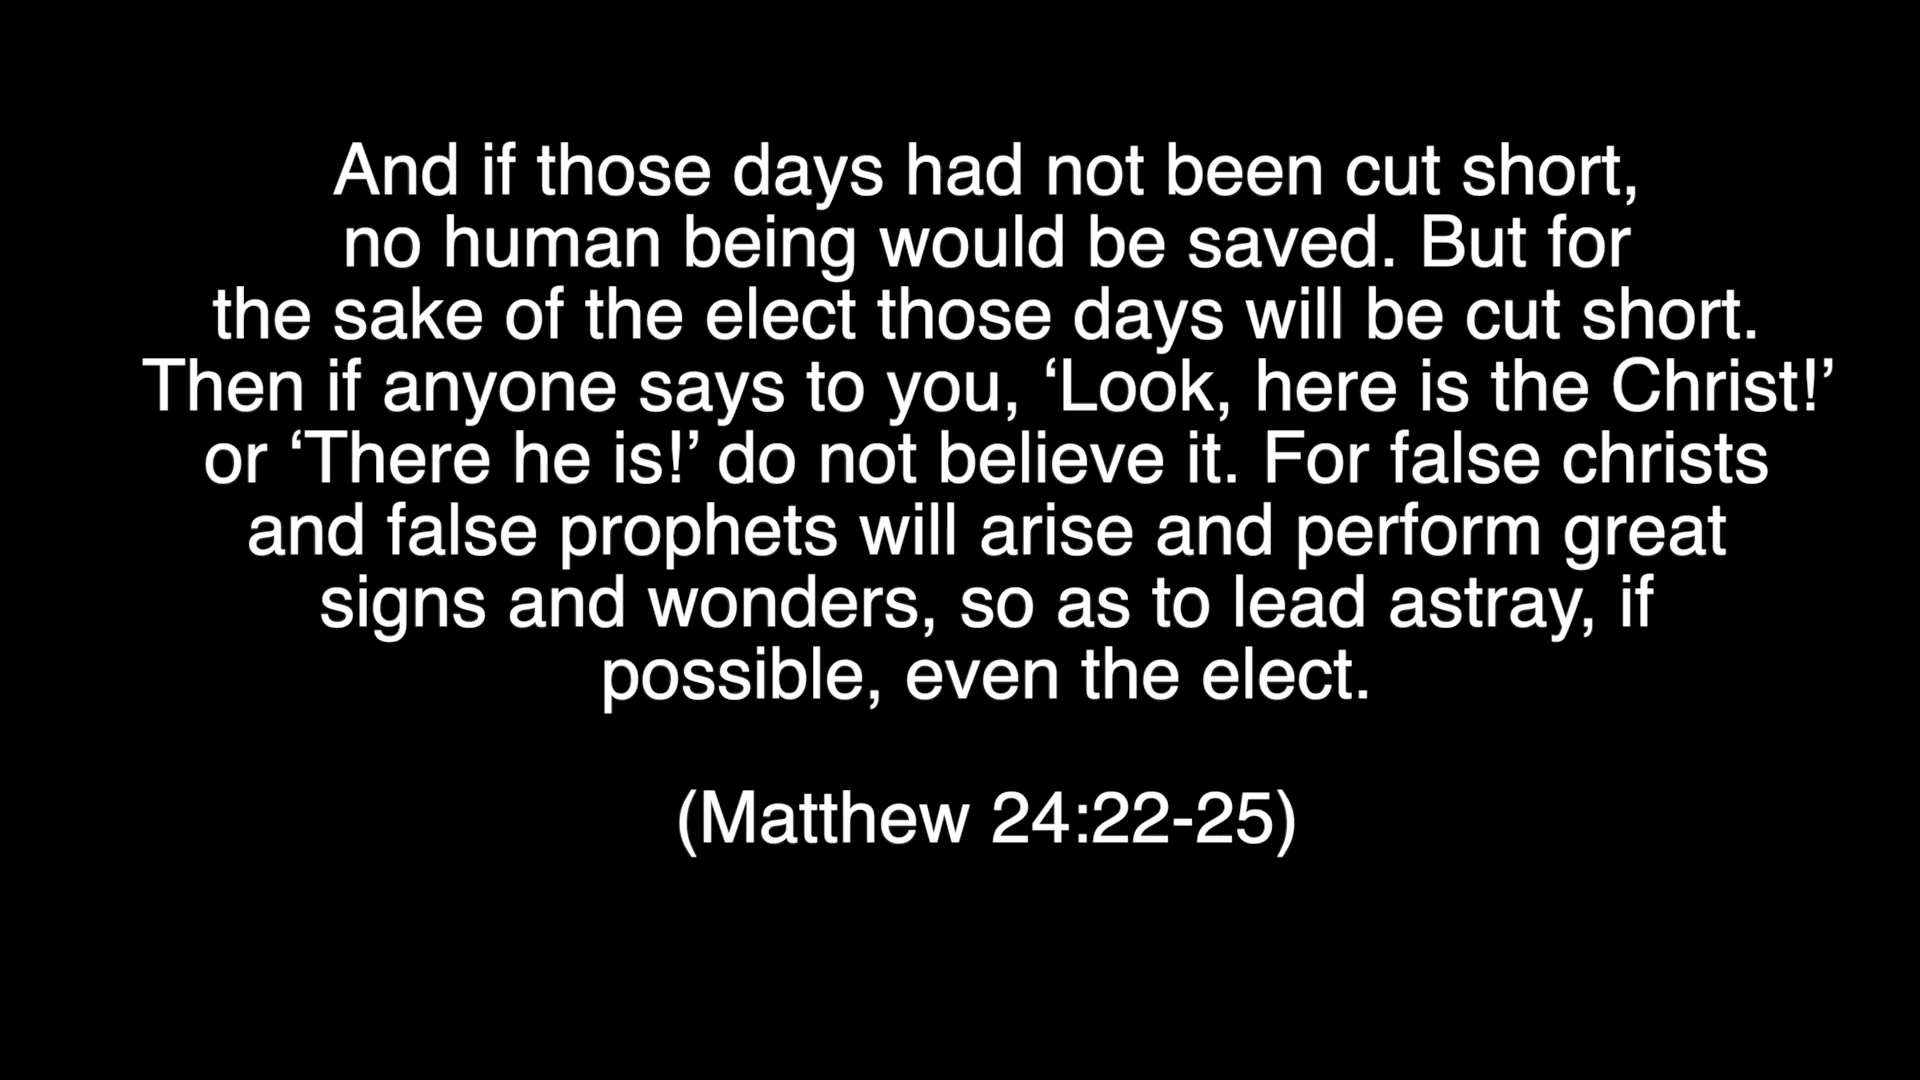 And if those days had not been cut short,
no human being would be saved. But for
the sake of the elect those days will be cut short.
Then if anyone says to you, ‘Look, here is the Christ!’
or ‘There he is!’ do not believe it. For false christs
and false prophets will arise and perform great
signs and wonders, so as to lead astray, if
possible, even the elect.
(Matthew 24:22-25)